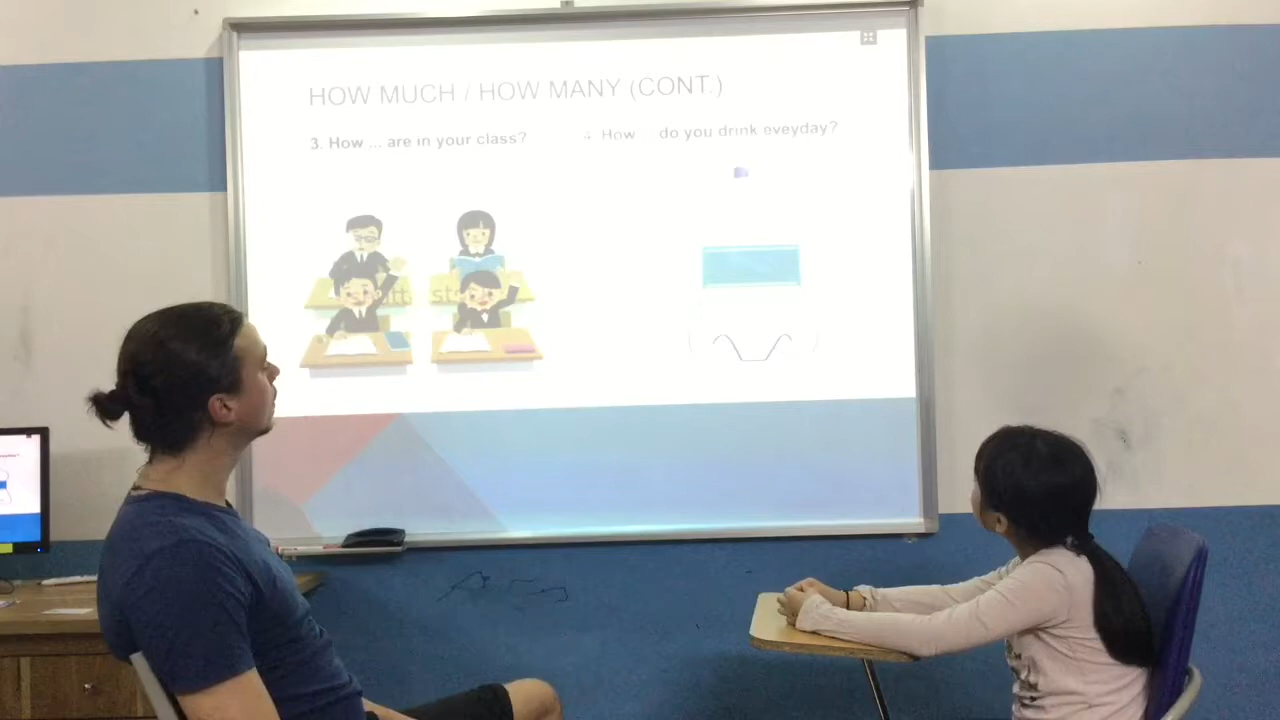 HOW MUCH / HOW MANY (CONT.)
3. How ... are in your class?
4. How ... do you drink eveyday?